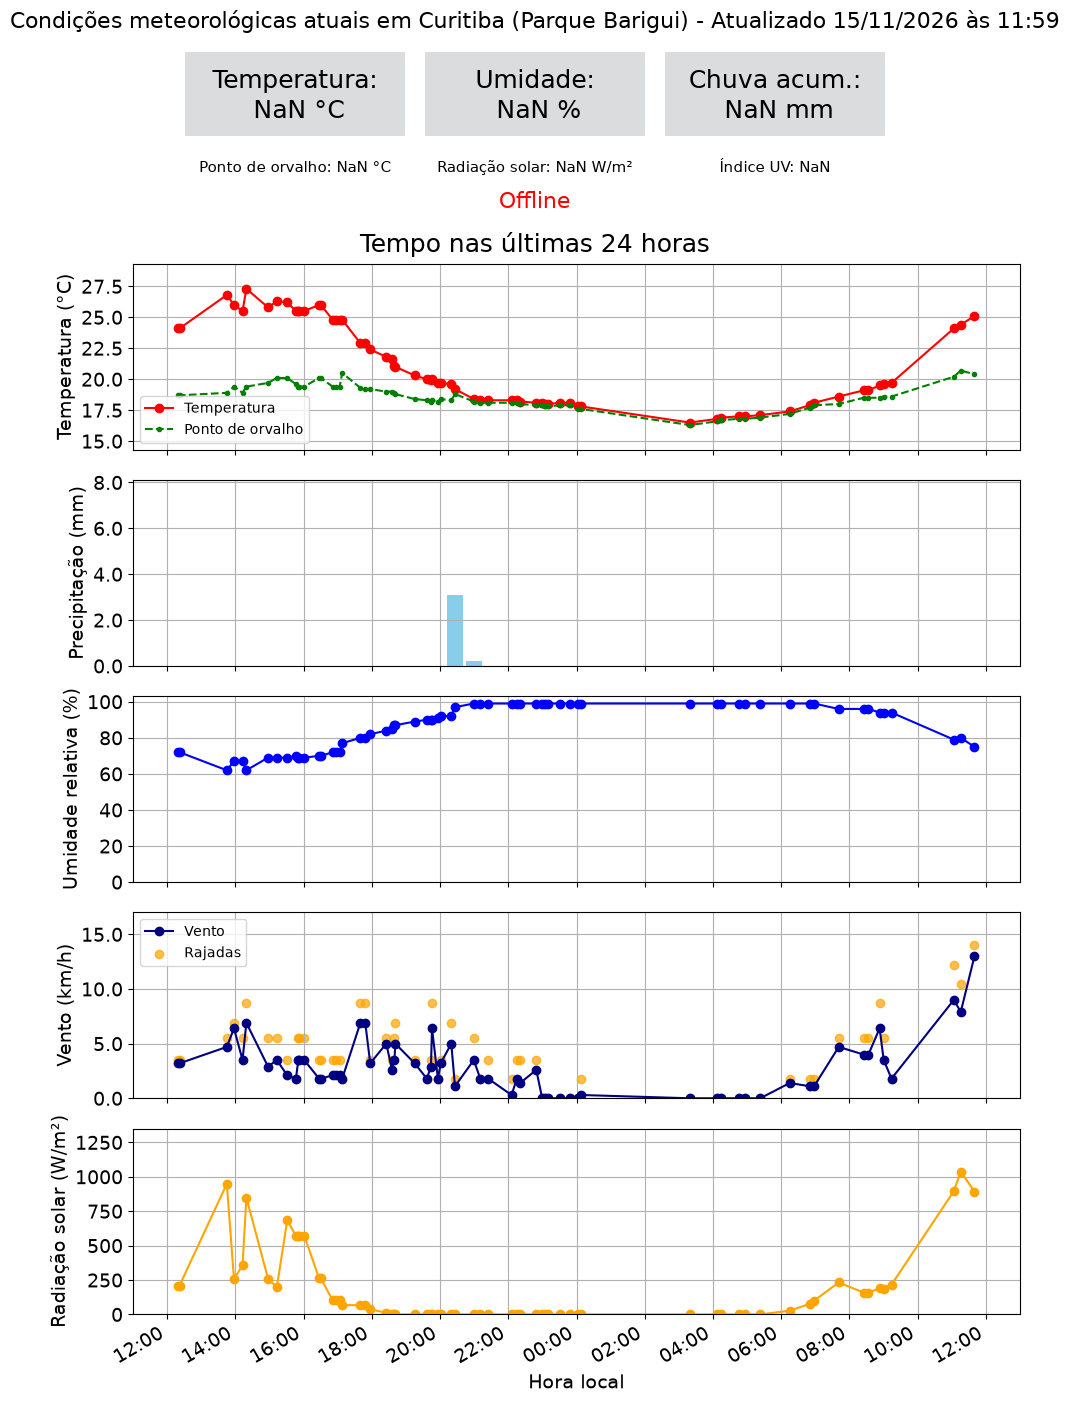 Condições meteorológicas atuais em Curitiba (Parque Barigui) - Atualizado 15/11/2026 às 11:59
Temperatura:
NaN °C
Umidade:
NaN %
Chuva acum.:
NaN mm
Ponto de orvalho: NaN °C
Radiação solar: NaN W/m²
Índice UV: NaN
Offline
Tempo nas últimas 24 horas
Temperatura (°C)
27.5
25.0
22.5
20.0
17.5
15.0
Temperatura
Ponto de orvalho
Precipitação (mm)
8.0
6.0
4.0
2.0
0.0
Umidade relativa (%)
100
80
60
40
20
0
Vento (km/h)
15.0
10.0
5.0
0.0
Vento
Rajadas
Radiação solar (W/m²)
1250
1000
750
500
250
0
12:00
14:00
16:00
18:00
20:00
22:00
00:00
02:00
04:00
06:00
08:00
10:00
12:00
Hora local